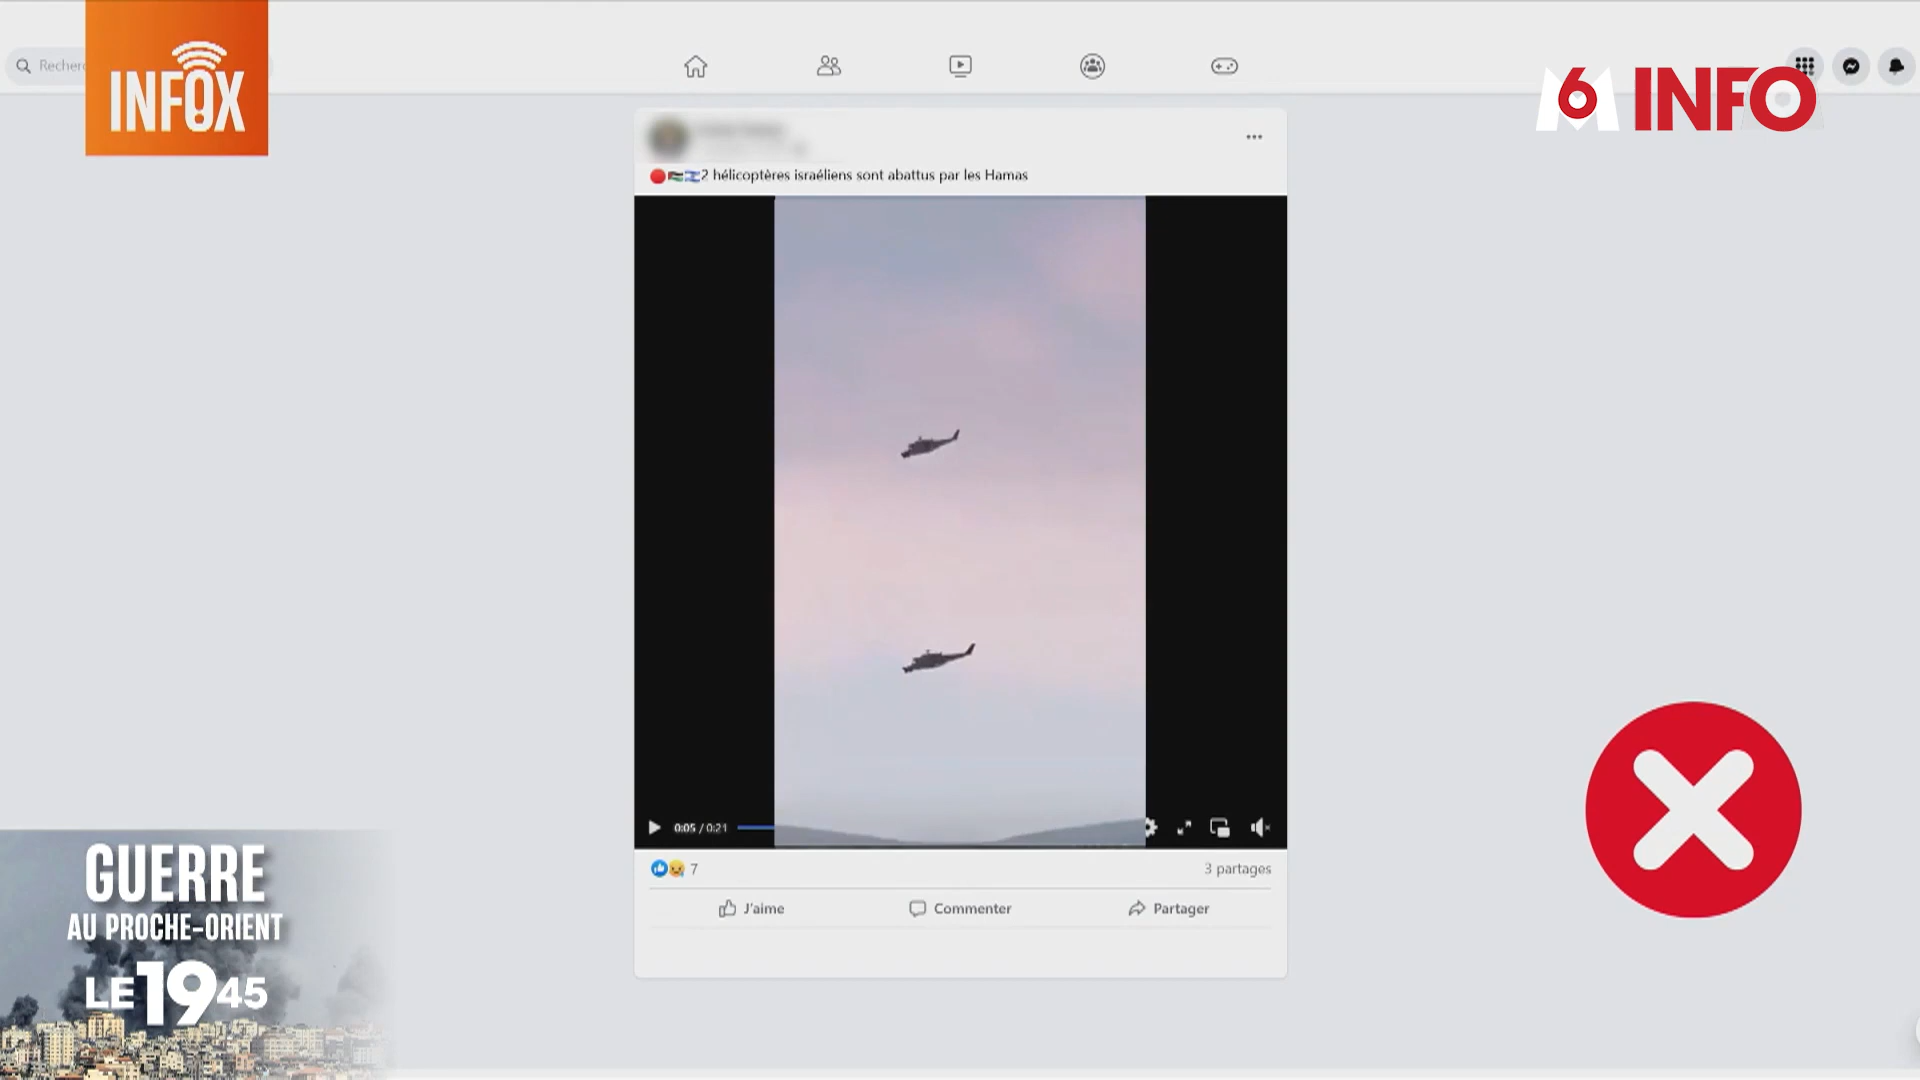 INFOX
Recher
M6 INFO
2 hélicoptères israéliens sont abattus par les Hamas
0:05 / 0:21
7
3 partages
J'aime
Commenter
Partager
GUERRE
AU PROCHE-ORIENT
LE 19 45